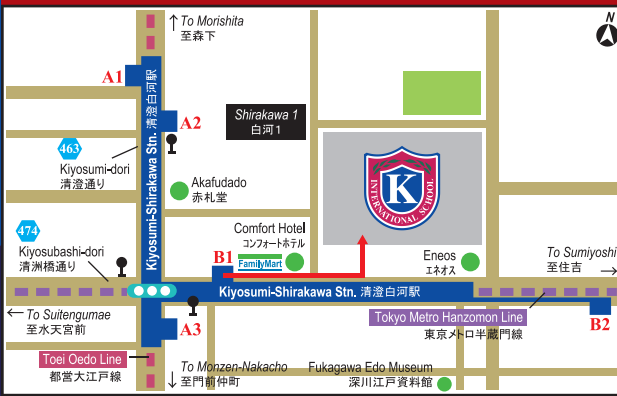 To Morishita
至森下
N
A1
Kiyosumi-Shirakawa Stn. 清澄白河駅
A2
Shirakawa 1
白河1
463
Kiyosumi-dori
清澄通り
Akafudado
赤札堂
K
INTERNATIONAL SCHOOL
474
Kiyosubashi-dori
清洲橋通り
Comfort Hotel
コンフォートホテル
B1
FamilyMart
Eneos
エネオス
To Sumiyoshi
至住吉
Kiyosumi-Shirakawa Stn. 清澄白河駅
To Suitengumae
至水天宮前
A3
Tokyo Metro Hanzomon Line
東京メトロ半蔵門線
B2
Toei Oedo Line
都営大江戸線
To Monzen-Nakacho
至門前仲町
Fukagawa Edo Museum
深川江戸資料館